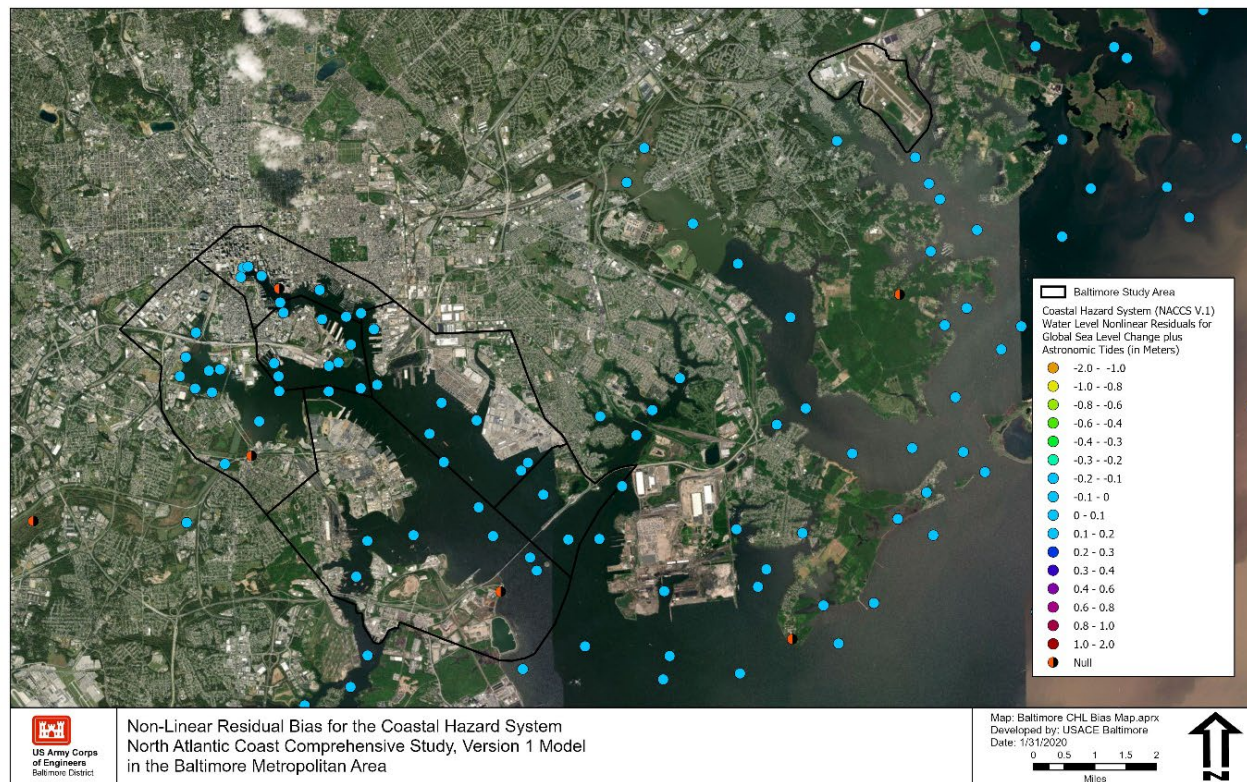 Baltimore Study Area
Coastal Hazard System (NACCS V.1)
Water Level Nonlinear Residuals for
Global Sea Level Change plus
Astronomic Tides (in Meters)
-2.0 - -1.0
-1.0 - -0.8
-0.8 - -0.6
-0.6 - -0.4
-0.4 - -0.3
-0.3 - -0.2
-0.2 - -0.1
-0.1 - 0
0 - 0.1
0.1 - 0.2
0.2 - 0.3
0.3 - 0.4
0.4 - 0.6
0.6 - 0.8
0.8 - 1.0
1.0 - 2.0
Null
US Army Corps
of Engineers
Baltimore District
Non-Linear Residual Bias for the Coastal Hazard System
North Atlantic Coast Comprehensive Study, Version 1 Model
in the Baltimore Metropolitan Area
Map: Baltimore CHL Bias Map.aprx
Developed by: USACE Baltimore
Date: 1/31/2020
0 0.5 1 1.5 2
Miles
N